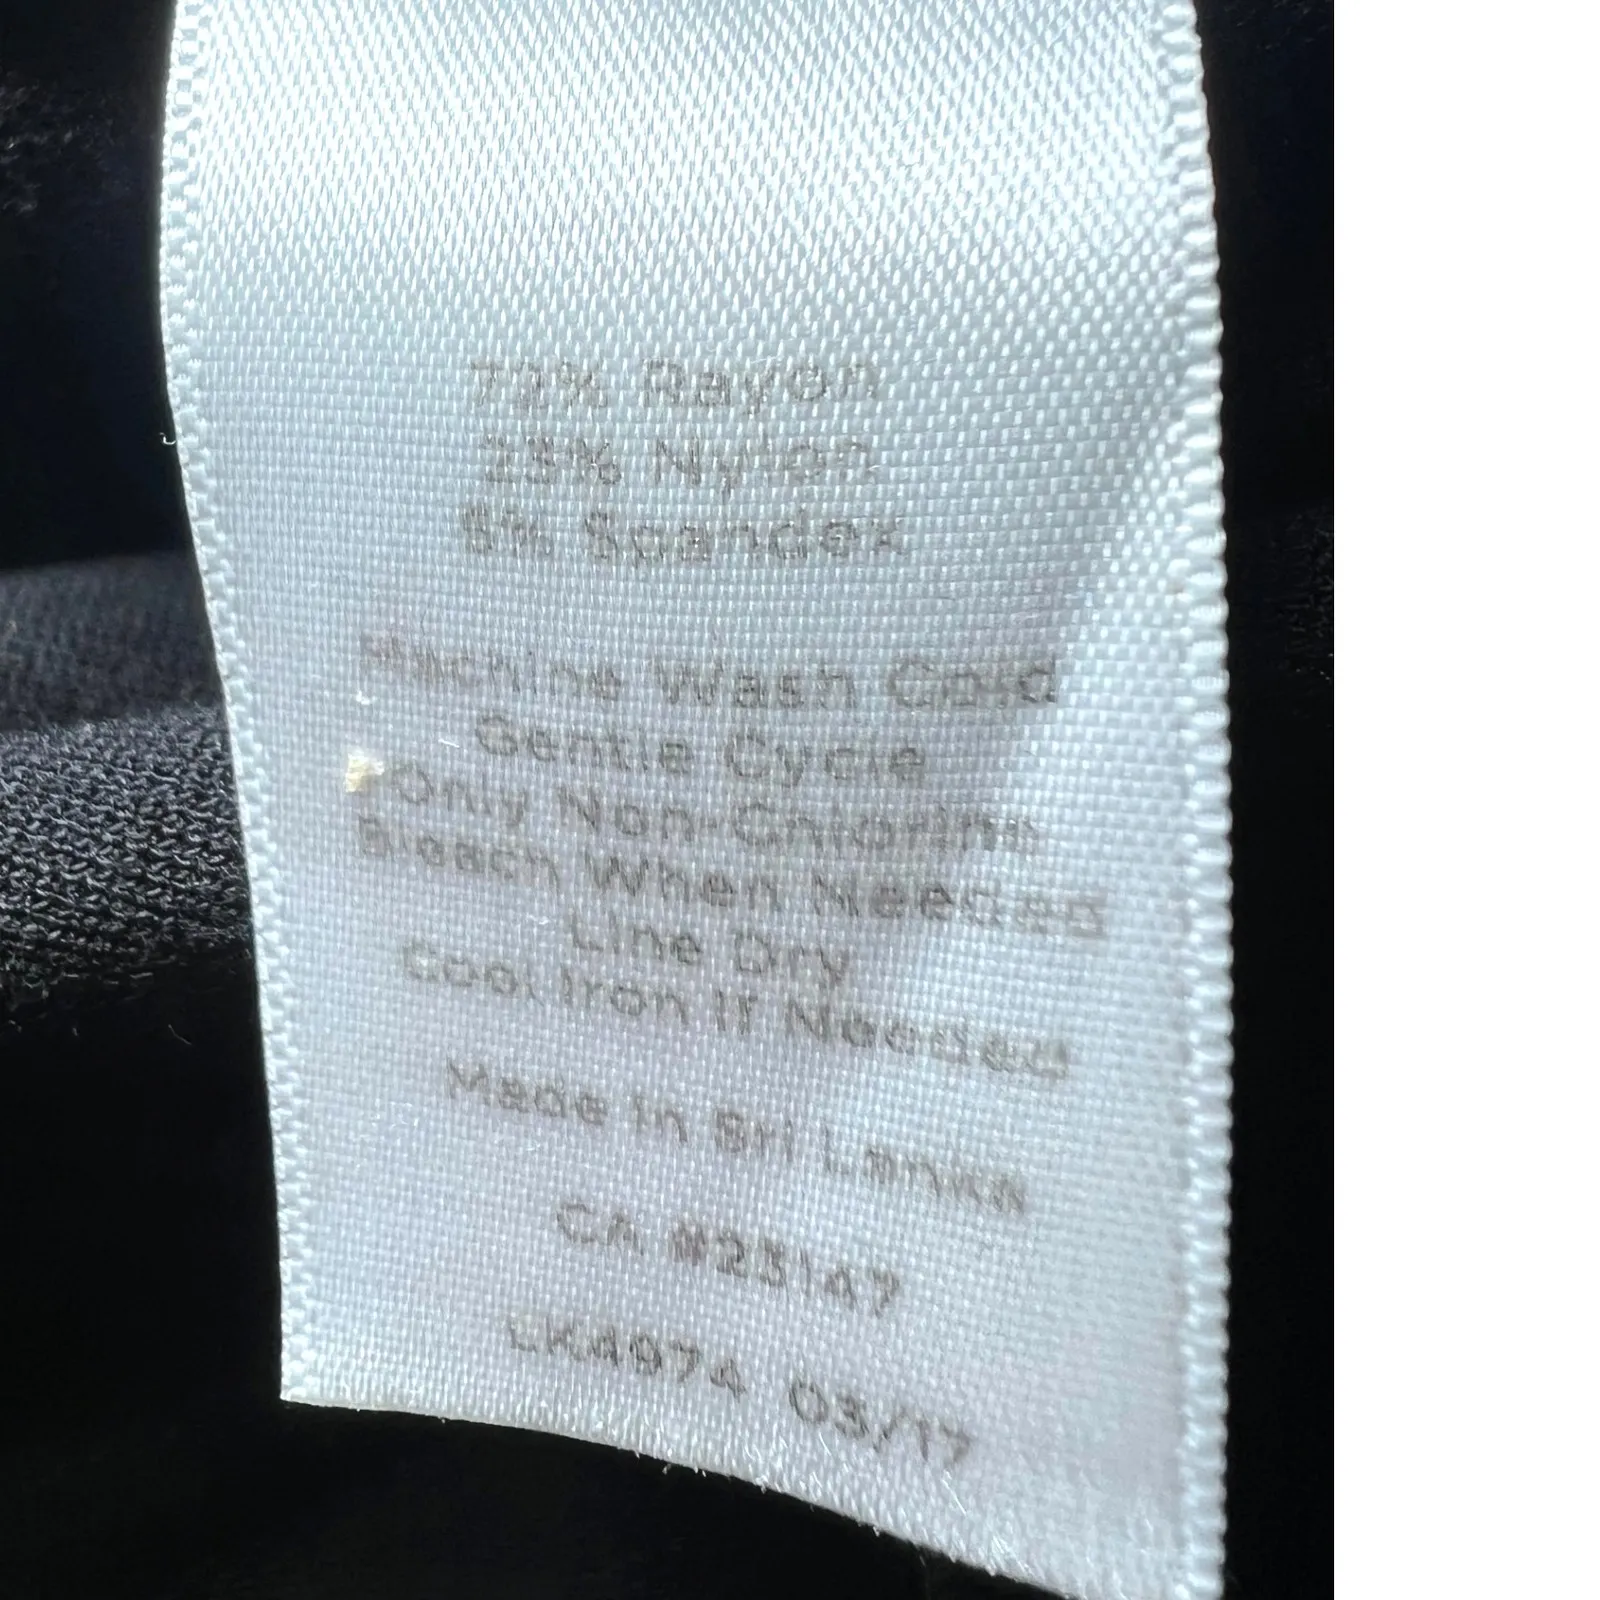 72% Rayon
23% Nylon
5% Spandex
Machine Wash Cold
Gentle Cycle
Only Non-Chlorine
Bleach When Needed
Line Dry
Cool Iron If Needed
Made in Sri Lanka
CA #23147
LK4974 03/17